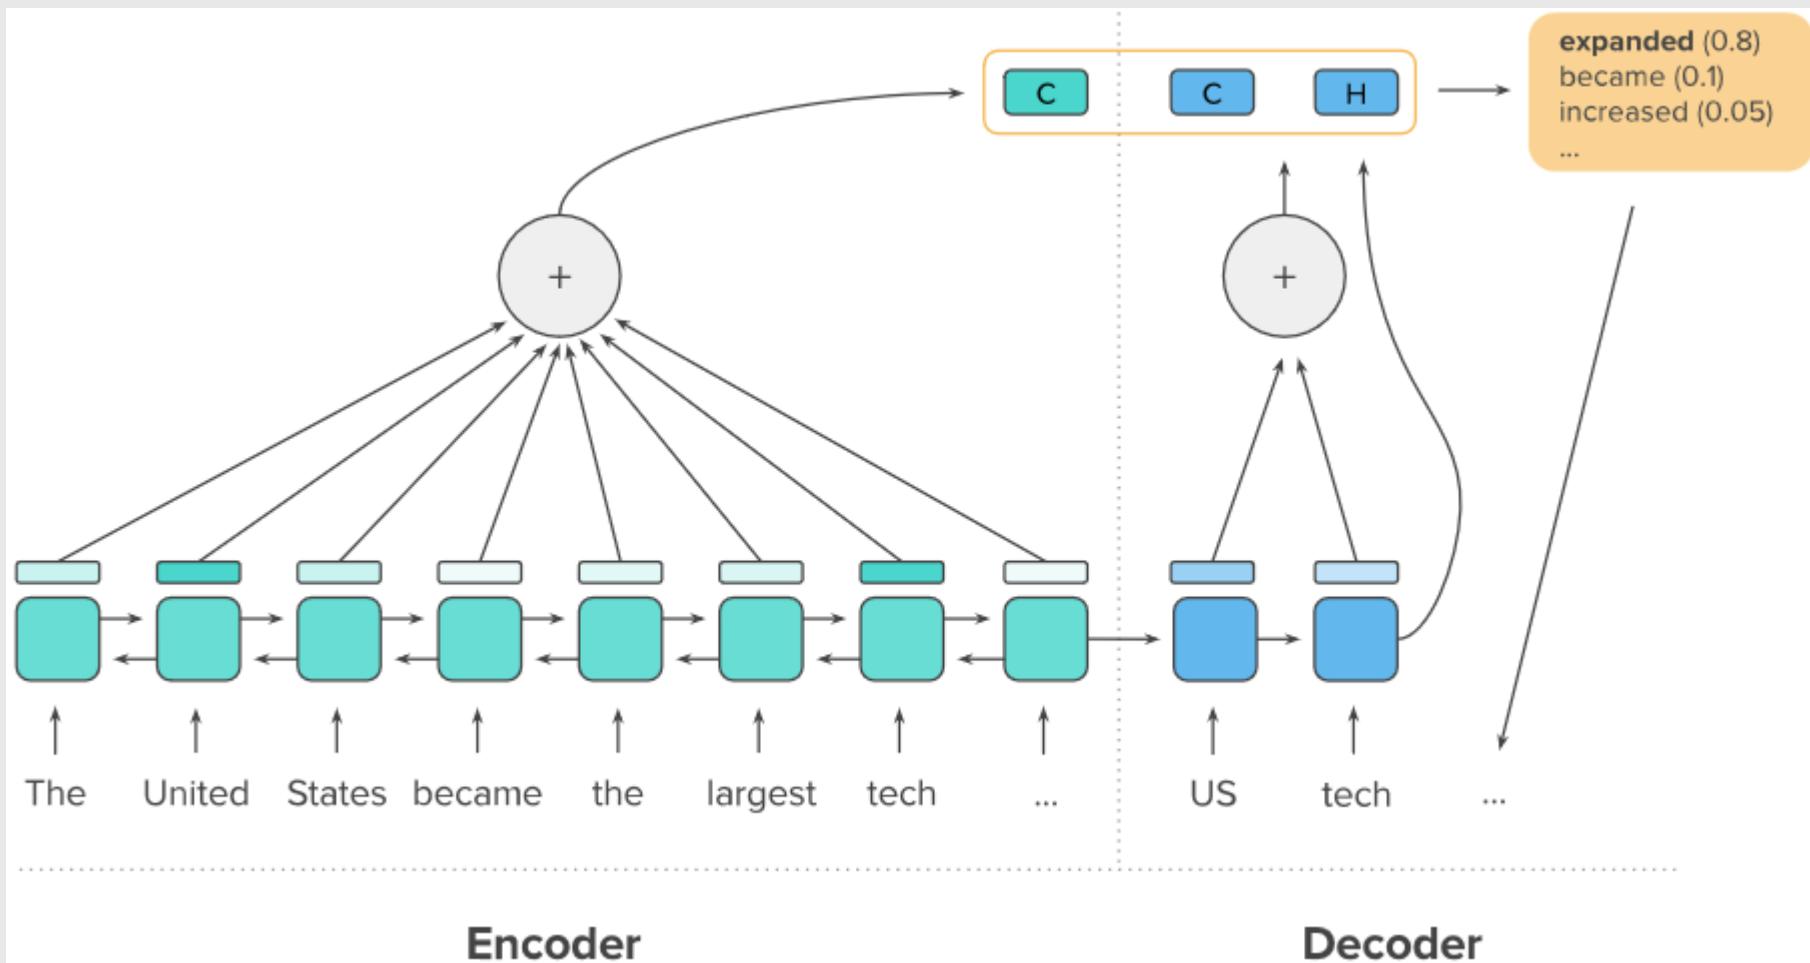 C C H
expanded (0.8)
became (0.1)
increased (0.05)
...
+ +
The United States became the largest tech ... US tech ...
Encoder Decoder